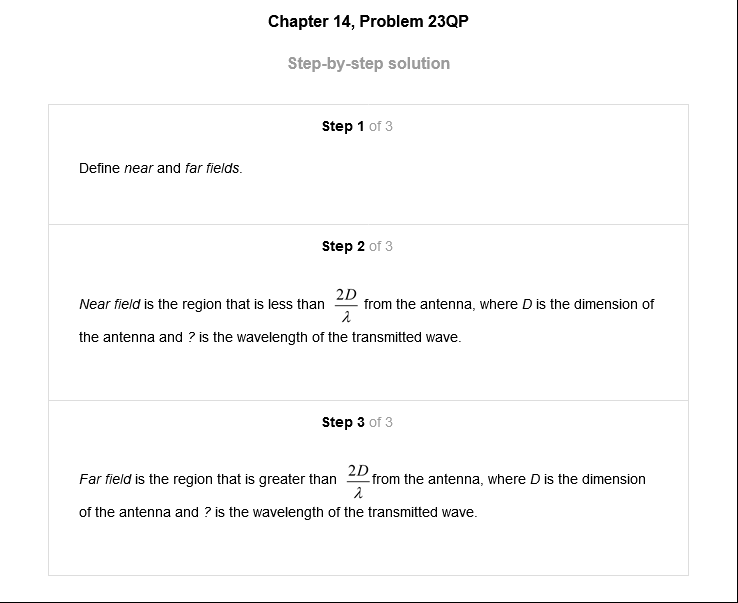 Chapter 14, Problem 23QP
Step-by-step solution
Step 1 of 3
Define near and far fields.
Step 2 of 3
Near field is the region that is less than 2D/λ from the antenna, where D is the dimension of
the antenna and ? is the wavelength of the transmitted wave.
Step 3 of 3
Far field is the region that is greater than 2D/λ from the antenna, where D is the dimension
of the antenna and ? is the wavelength of the transmitted wave.